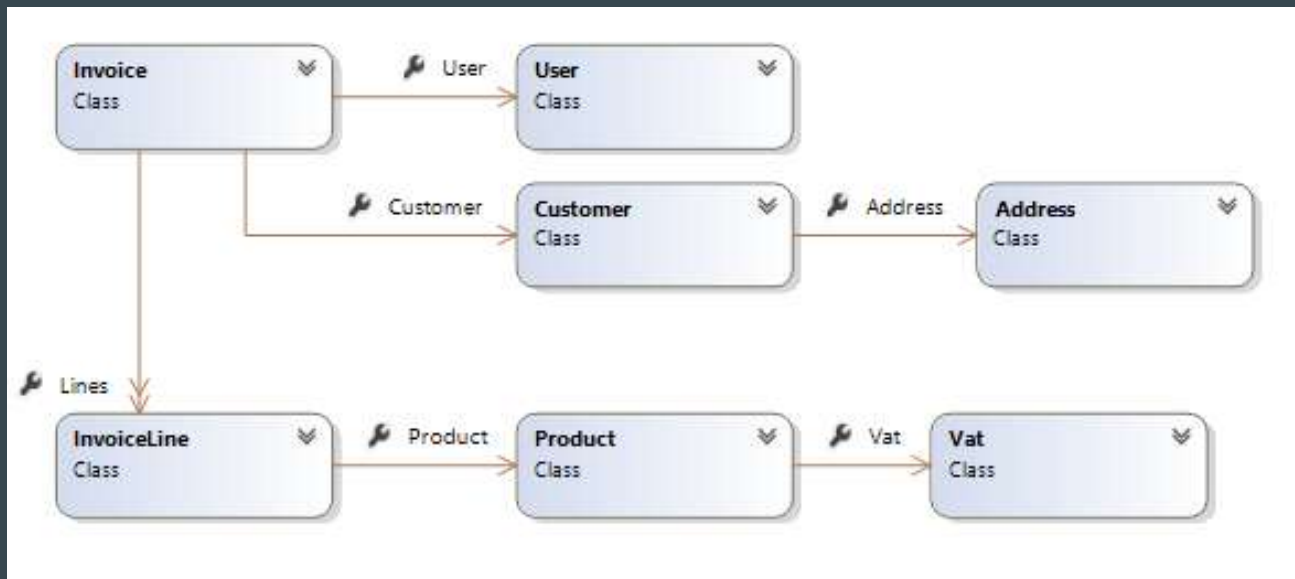 Invoice
Class
User
User
Class
Customer
Customer
Class
Address
Address
Class
Lines
InvoiceLine
Class
Product
Product
Class
Vat
Vat
Class